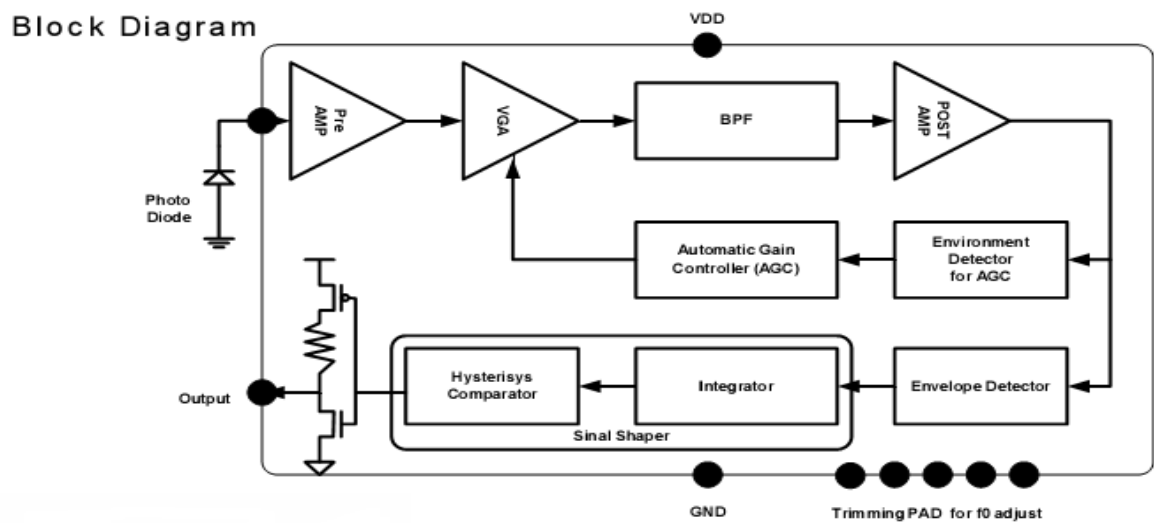 Block Diagram
VDD
Pre
AMP
VGA
BPF
POST
AMP
Photo
Diode
Automatic Gain
Controller (AGC)
Environment
Detector
for AGC
Output
Hysterisys
Comparator
Integrator
Envelope Detector
Sinal Shaper
GND
Trimming PAD for f0 adjust